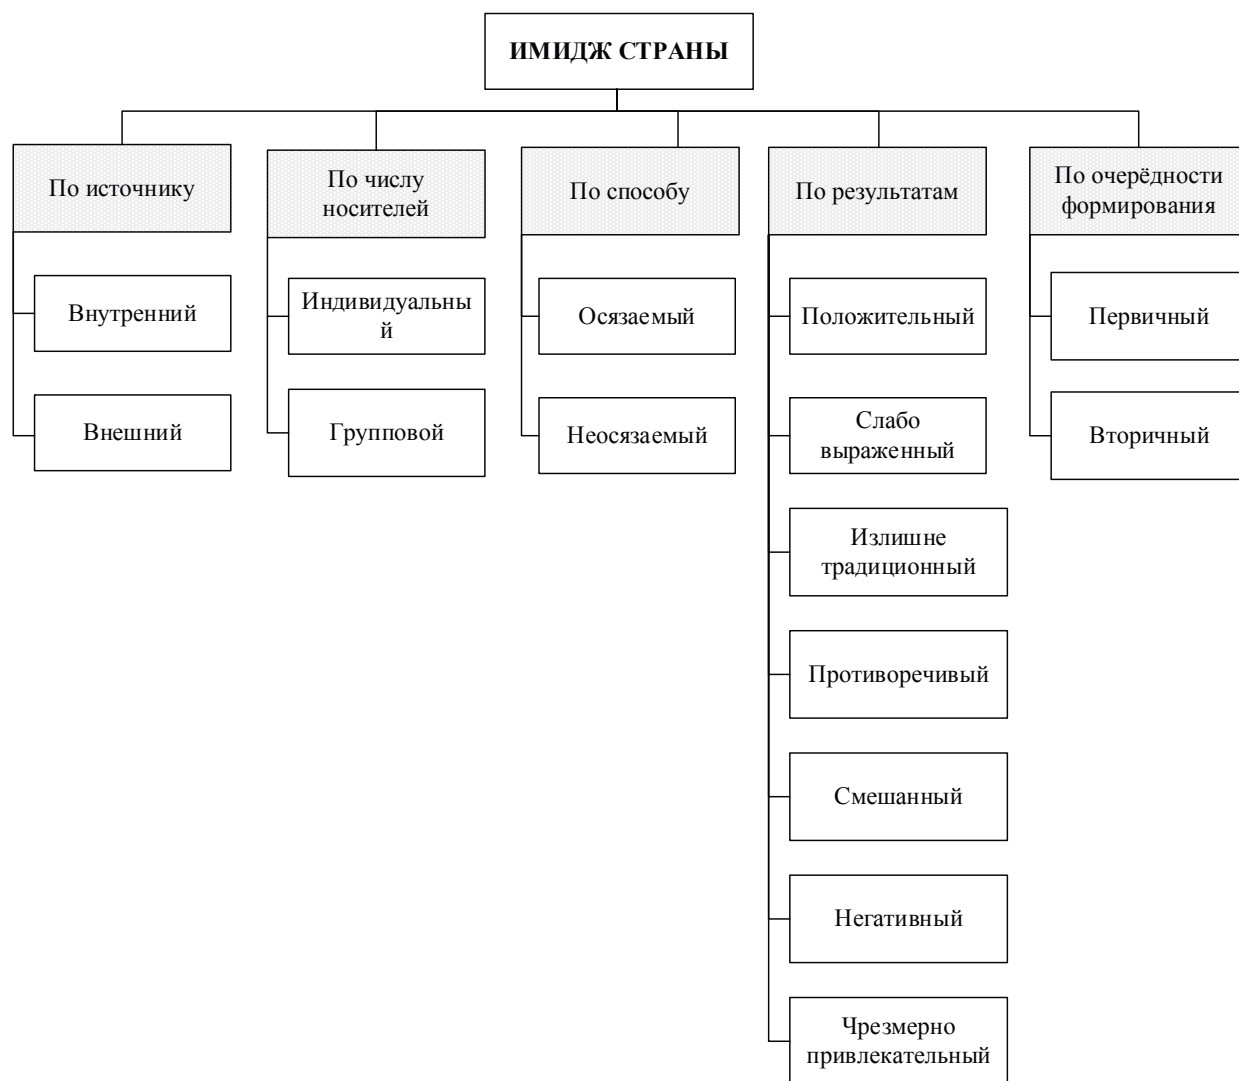 ИМИДЖ СТРАНЫ
По источнику
По числу
носителей
По способу
По результатам
По очерёдности
формирования
Внутренний
Внешний
Индивидуальны
й
Групповой
Осязаемый
Неосязаемый
Положительный
Слабо
выраженный
Излишне
традиционный
Противоречивый
Смешанный
Негативный
Чрезмерно
привлекательный
Первичный
Вторичный